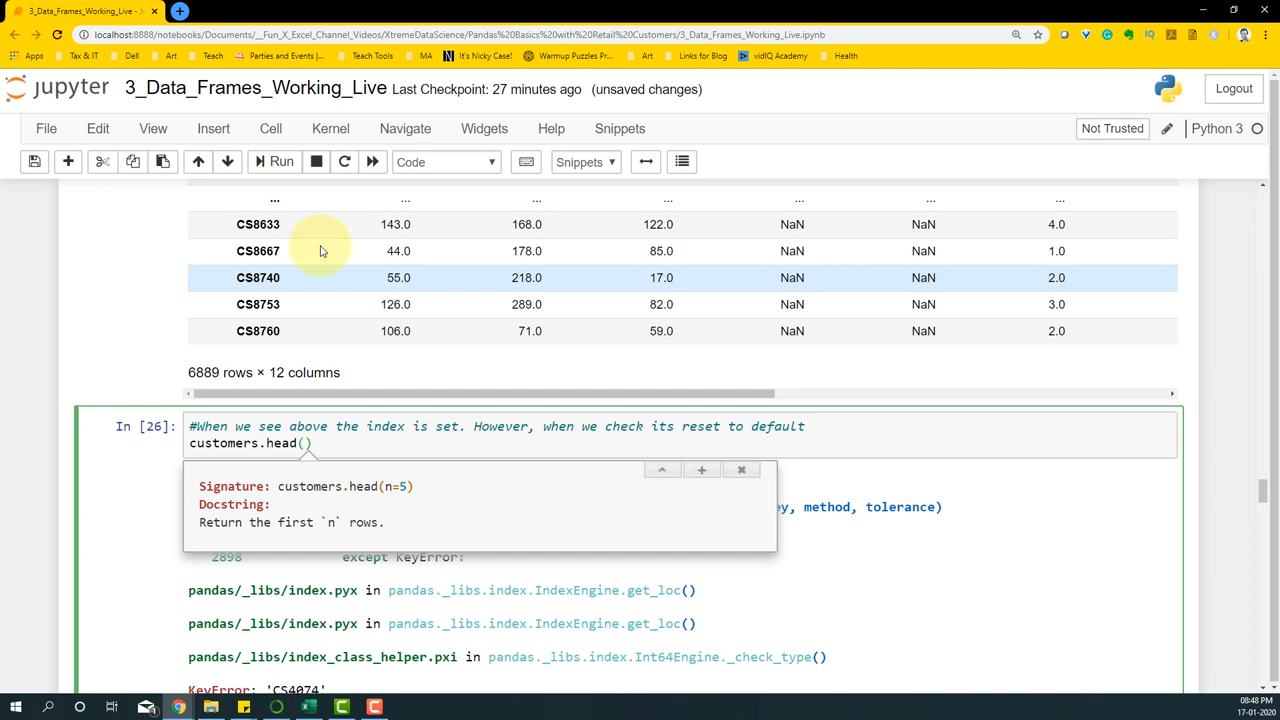 3_Data_Frames_Working_Live -
localhost:8888/notebooks/Documents/__Fun_X_Excel_Channel_Videos/XtremeDataScience/Pandas%20Basics%20with%20Retail%20Customers/3_Data_Frames_Working_Live.ipynb
Apps Tax & IT Dell Art Teach Parties and Events |... Teach Tools MA It's Nicky Case! Warmup Puzzles Pr... Art Links for Blog vidIQ Academy Health
jupyter 3_Data_Frames_Working_Live Last Checkpoint: 27 minutes ago (unsaved changes) Logout
File Edit View Insert Cell Kernel Navigate Widgets Help Snippets Not Trusted Python 3
Run Code Snippets
... ... ... ... ... ... ...
CS8633 143.0 168.0 122.0 NaN NaN 4.0
CS8667 44.0 178.0 85.0 NaN NaN 1.0
CS8740 55.0 218.0 17.0 NaN NaN 2.0
CS8753 126.0 289.0 82.0 NaN NaN 3.0
CS8760 106.0 71.0 59.0 NaN NaN 2.0
6889 rows × 12 columns
In [26]: #When we see above the index is set. However, when we check its reset to default
customers.head()
Signature: customers.head(n=5)
Docstring:
ey, method, tolerance)
Return the first `n` rows.
2898 except KeyError:
pandas/_libs/index.pyx in pandas._libs.index.IndexEngine.get_loc()
pandas/_libs/index.pyx in pandas._libs.index.IndexEngine.get_loc()
pandas/_libs/index_class_helper.pxi in pandas._libs.index.Int64Engine._check_type()
KeyError: 'CS4074'
08:48 PM
17-01-2020